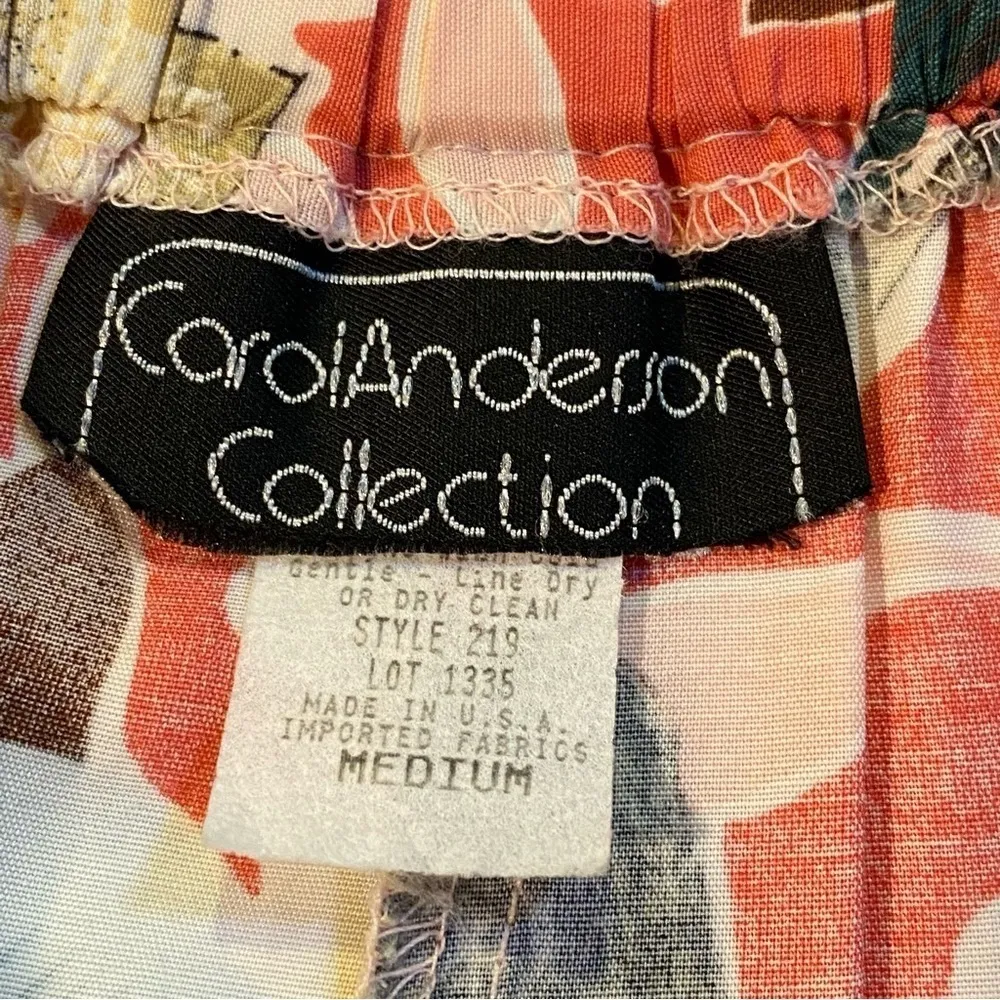 CarolAnderson
Collection
Gentle - Line Dry
OR DRY CLEAN
STYLE 219
LOT 1335
MADE IN U.S.A.
IMPORTED FABRICS
MEDIUM